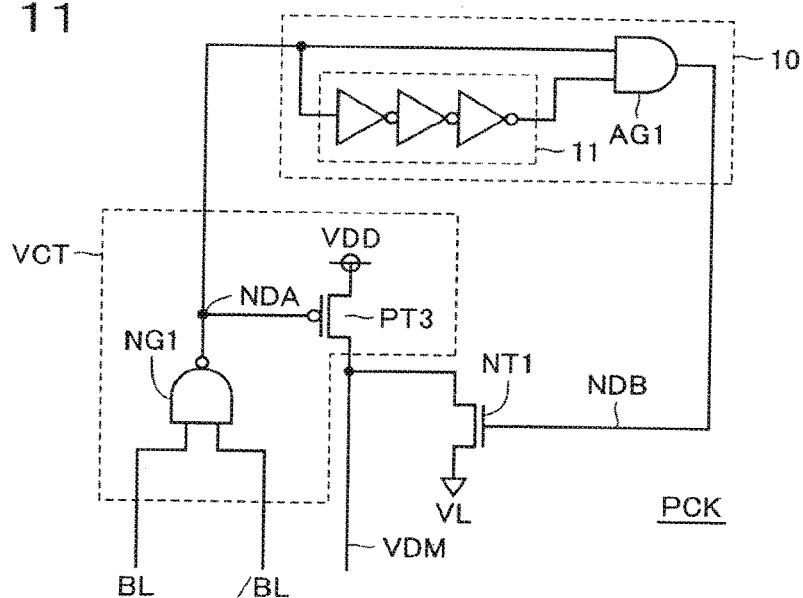 11
10
AG1
11
VCT
VDD
NDA
PT3
NG1
NT1
NDB
VL
PCK
VDM
BL
/BL